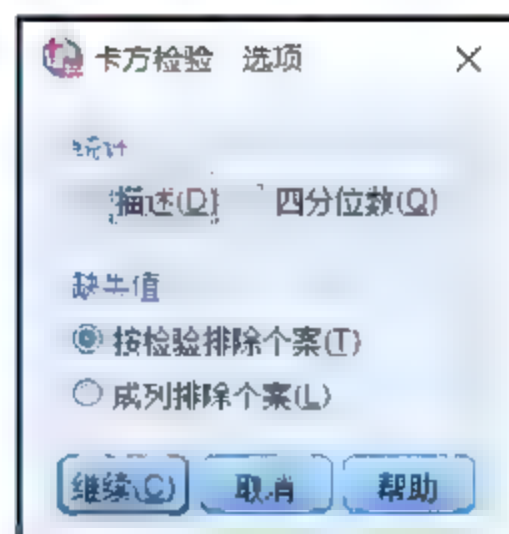 卡方检验 选项
统计
描述(D) 四分位数(Q)
缺失值
按检验排除个案(T)
成列排除个案(L)
继续(C) 取消 帮助